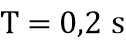 T = 0,2 s